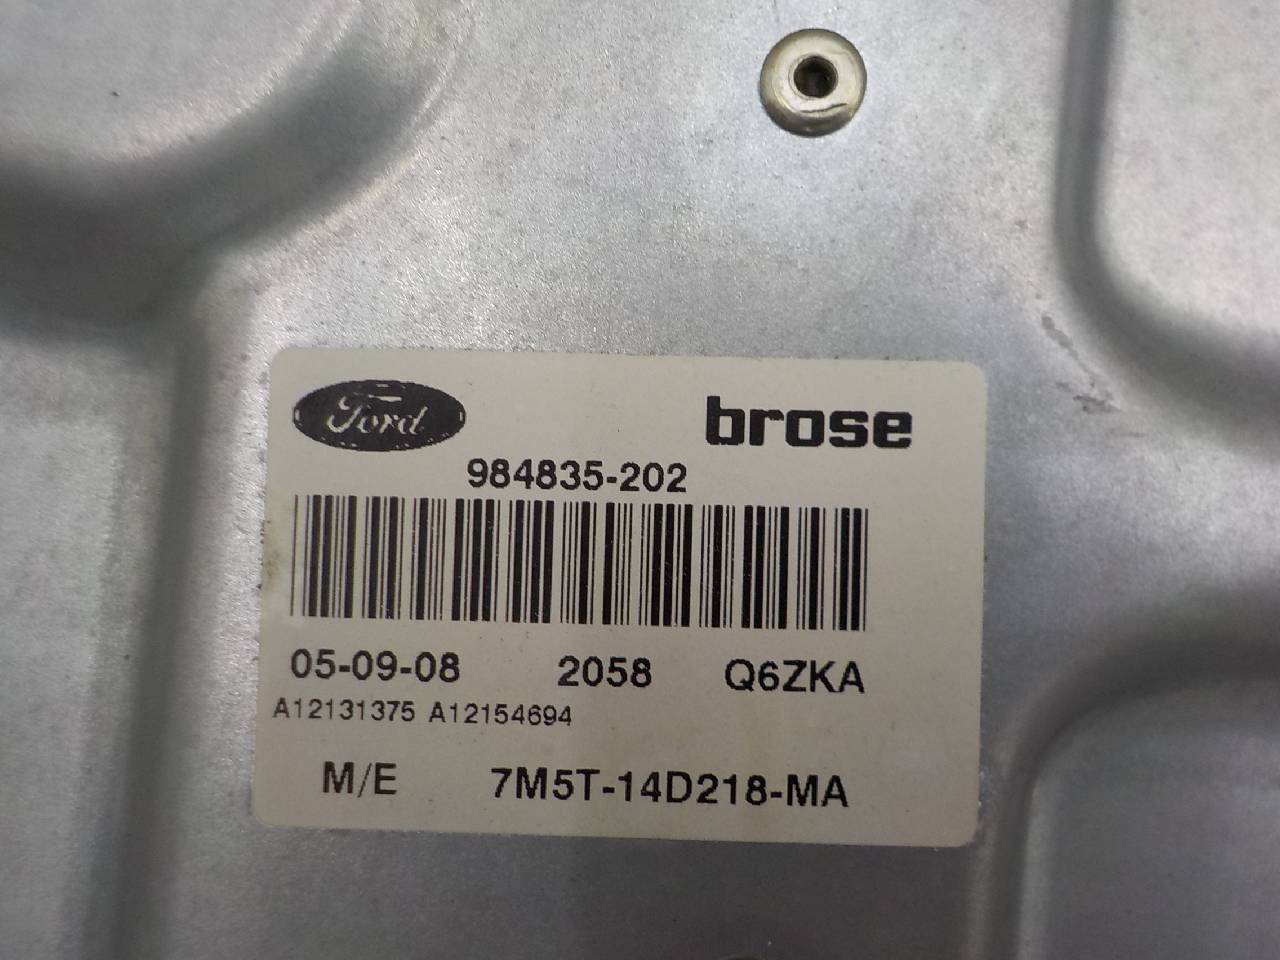 Ford
brose
984835-202
05-09-08 2058 Q6ZKA
A12131375 A12154694
M/E 7M5T-14D218-MA